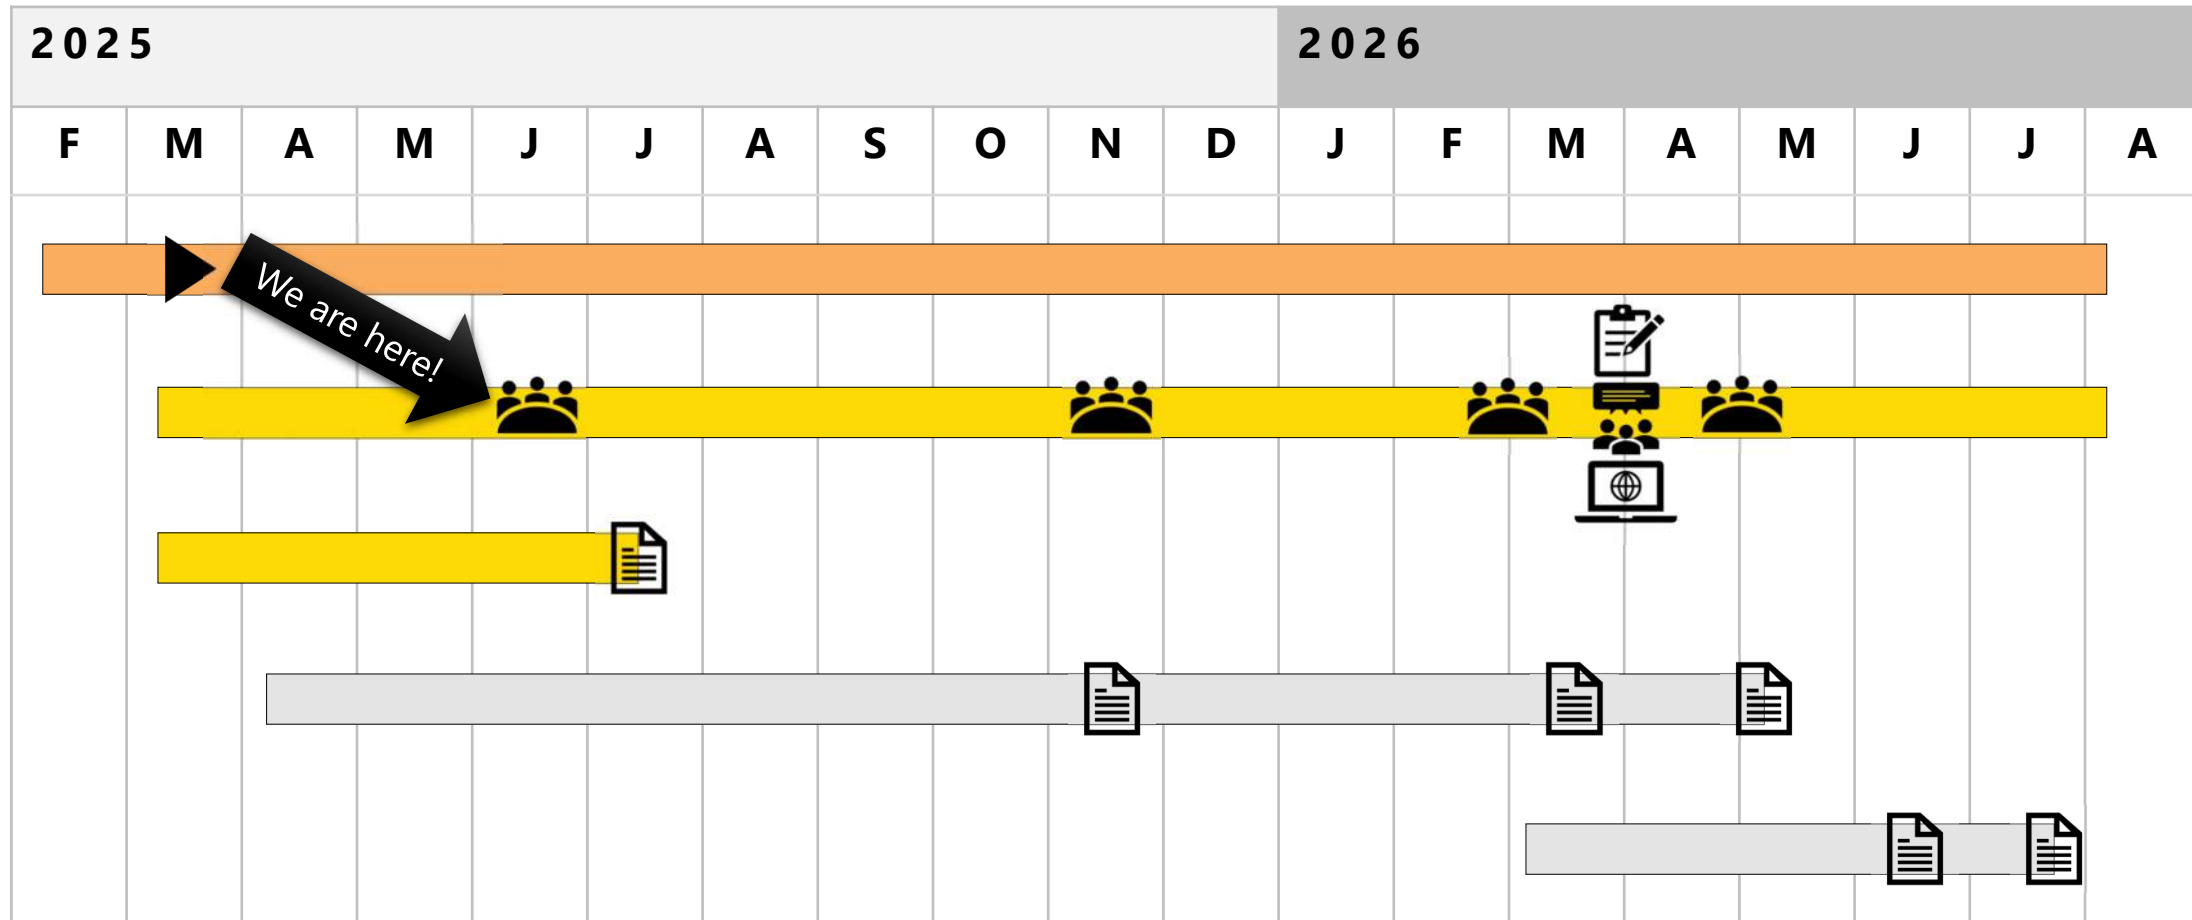 2025 2026
F M A M J J A S O N D J F M A M J J A
We are here!